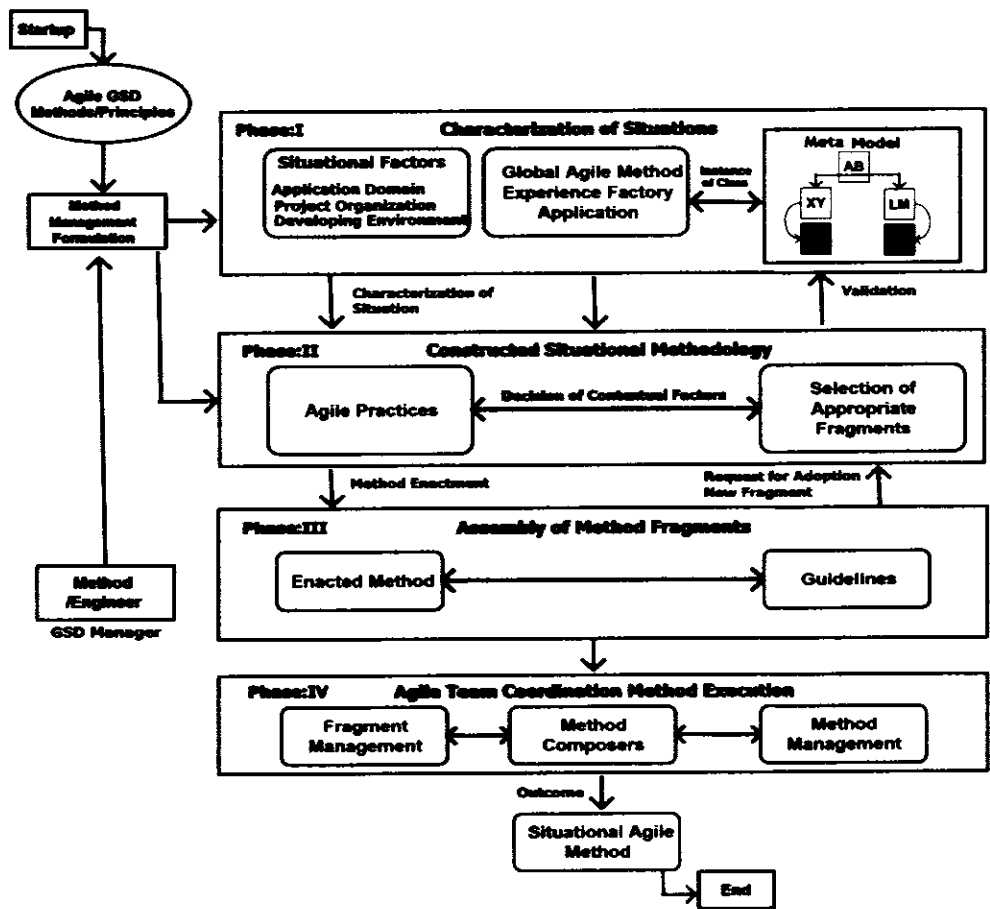 Startup
Agile GSD
Methods/Principles
Method
Management
Formulation
Method
/Engineer
GSD Manager
Phase:I
Characterization of Situations
Situational Factors
Application Domain
Project Organization
Developing Environment
Global Agile Method
Experience Factory
Application
Instance
of Class
Meta Model
AB
XY
LM
Characterization of
Situation
Validation
Phase:II
Constructed Situational Methodology
Agile Practices
Decision of Contextual Factors
Selection of
Appropriate
Fragments
Method Enactment
Request for Adoption
New Fragment
Phase:III
Assembly of Method Fragments
Enacted Method
Guidelines
Phase:IV
Agile Team Coordination Method Execution
Fragment
Management
Method
Composers
Method
Management
Outcome
Situational Agile
Method
End